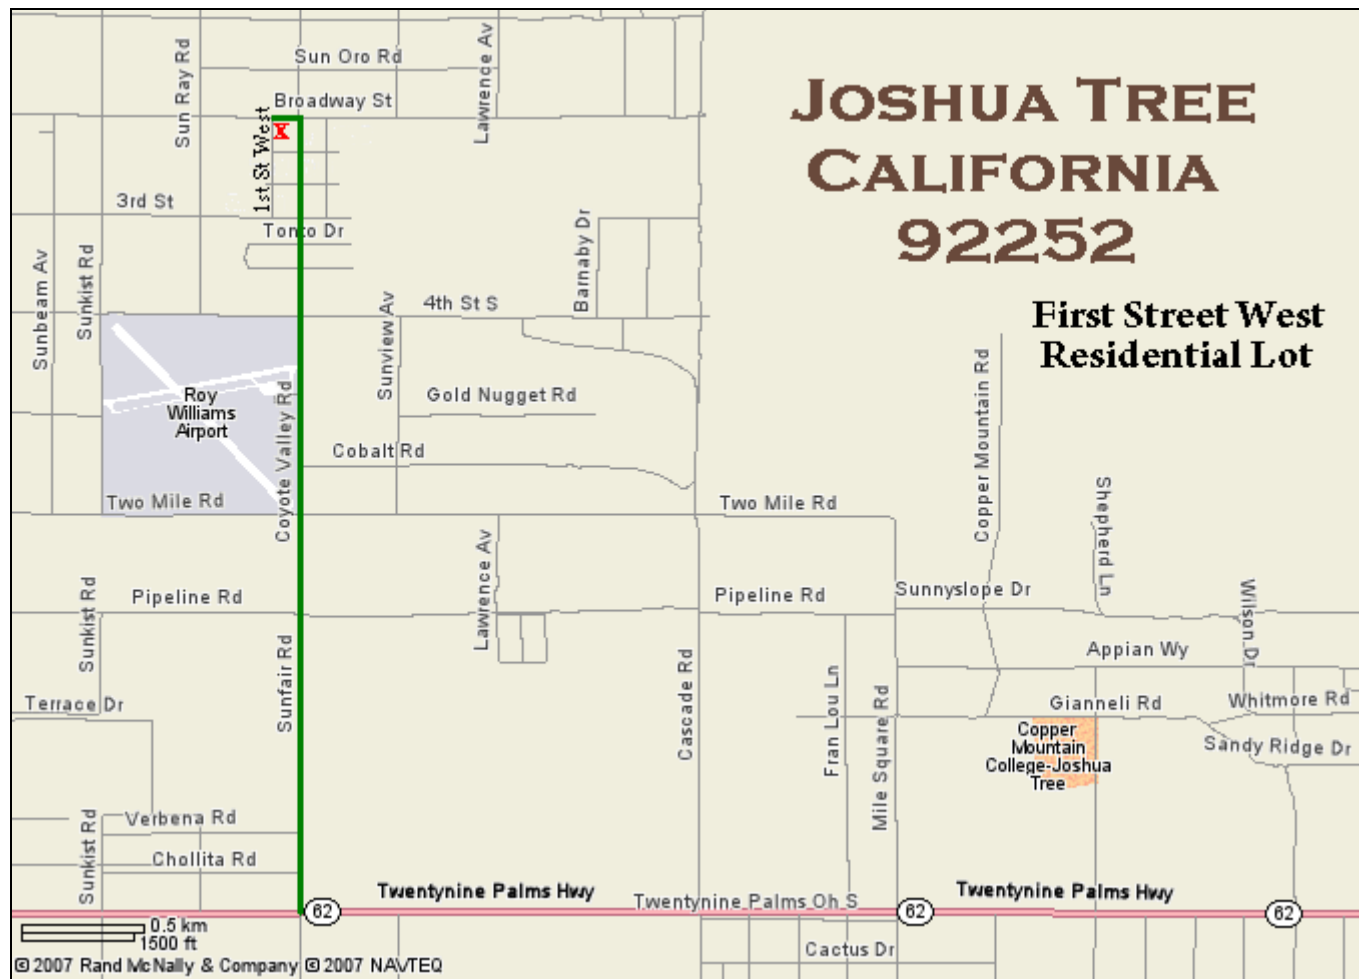 JOSHUA TREE
CALIFORNIA
92252
First Street West
Residential Lot
Sun Oro Rd
Sun Ray Rd
Lawrence Av
Broadway St
X
1st St West
3rd St
Tonto Dr
Barnaby Dr
Sunbeam Av
Sunkist Rd
4th St S
Sunview Av
Roy
Williams
Airport
Coyote Valley Rd
Gold Nugget Rd
Cobalt Rd
Copper Mountain Rd
Two Mile Rd
Two Mile Rd
Shepherd Ln
Lawrence Av
Sunkist Rd
Pipeline Rd
Pipeline Rd
Sunnyslope Dr
Wilson Dr
Sunfair Rd
Cascade Rd
Fran Lou Ln
Mile Square Rd
Appian Wy
Terrace Dr
Gianneli Rd
Whitmore Rd
Copper
Mountain
College-Joshua
Tree
Sandy Ridge Dr
Sunkist Rd
Verbena Rd
Chollita Rd
Twentynine Palms Hwy
Twentynine Palms Oh S
Twentynine Palms Hwy
62
62
62
0.5 km
1500 ft
Cactus Dr
© 2007 Rand McNally & Company © 2007 NAVTEQ